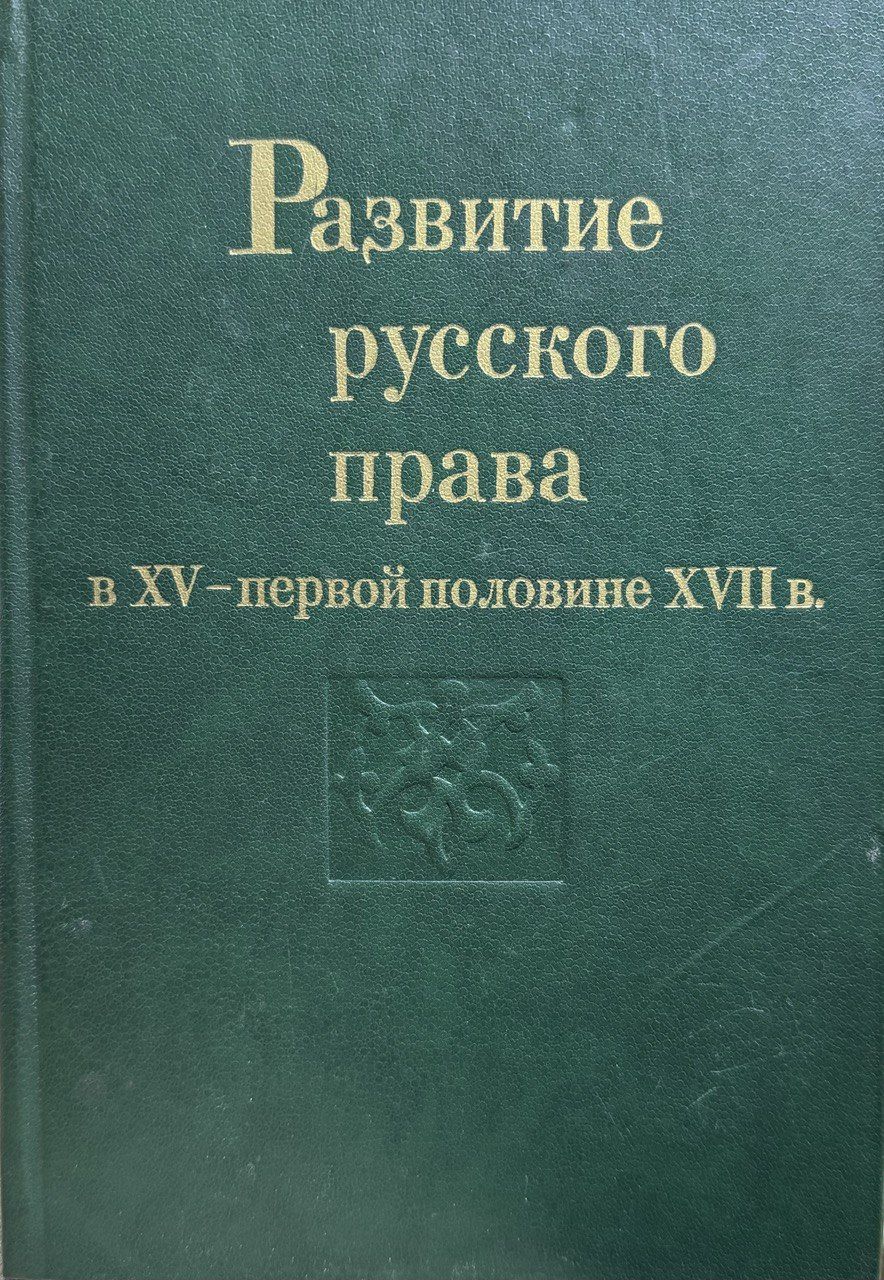 Развитие
русского
права
в XV–первой половине XVII в.